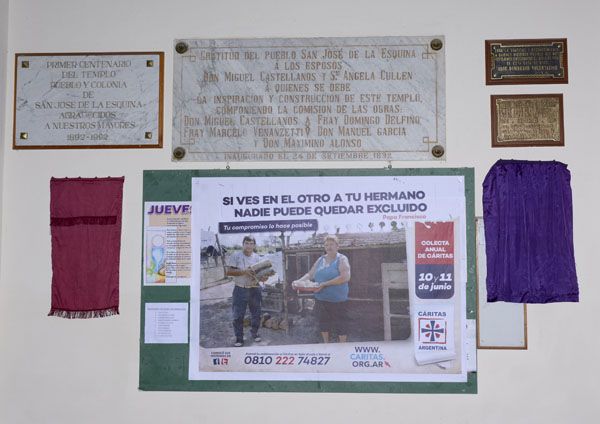 PRIMER CENTENARIO
DEL TEMPLO
PUEBLO Y COLONIA
DE
SAN JOSE DE LA ESQUINA
AGRADECIDOS
A NUESTROS MAYORES
1892-1992
GRATITUD DEL PUEBLO SAN JOSÉ DE LA ESQUINA
A LOS ESPOSOS
DON MIGUEL CASTELLANOS Y SRA ANGELA CULLEN
A QUIENES SE DEBE
LA INSPIRACIÓN Y CONSTRUCCIÓN DE ESTE TEMPLO,
COMPONIENDO LA COMISIÓN DE LAS OBRAS:
DON MIGUEL CASTELLANOS A FRAY DOMINGO DELFINO,
FRAY MARCELO VENANZETTI Y DON MANUEL GARCIA
Y DON MAXIMINO ALONSO
INAUGURADO EL 24 DE SETIEMBRE 1892
JUEVES
SI VES EN EL OTRO A TU HERMANO
NADIE PUEDE QUEDAR EXCLUIDO
Papa Francisco
Tu compromiso lo hace posible
COLECTA
ANUAL
DE CÁRITAS
10 y 11
de junio
CÁRITAS
ARGENTINA
0810 222 74827
WWW.
CARITAS.
ORG.AR